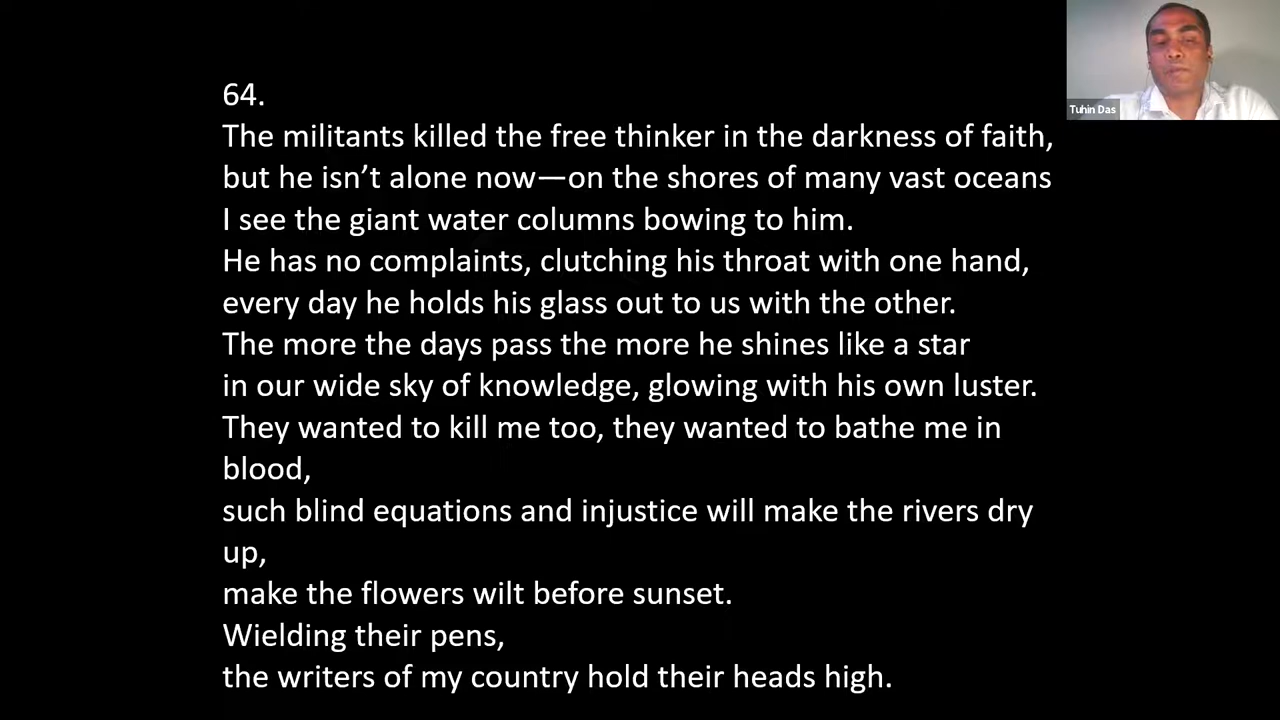 64.
The militants killed the free thinker in the darkness of faith,
but he isn’t alone now—on the shores of many vast oceans
I see the giant water columns bowing to him.
He has no complaints, clutching his throat with one hand,
every day he holds his glass out to us with the other.
The more the days pass the more he shines like a star
in our wide sky of knowledge, glowing with his own luster.
They wanted to kill me too, they wanted to bathe me in
blood,
such blind equations and injustice will make the rivers dry
up,
make the flowers wilt before sunset.
Wielding their pens,
the writers of my country hold their heads high.
Tuhin Das